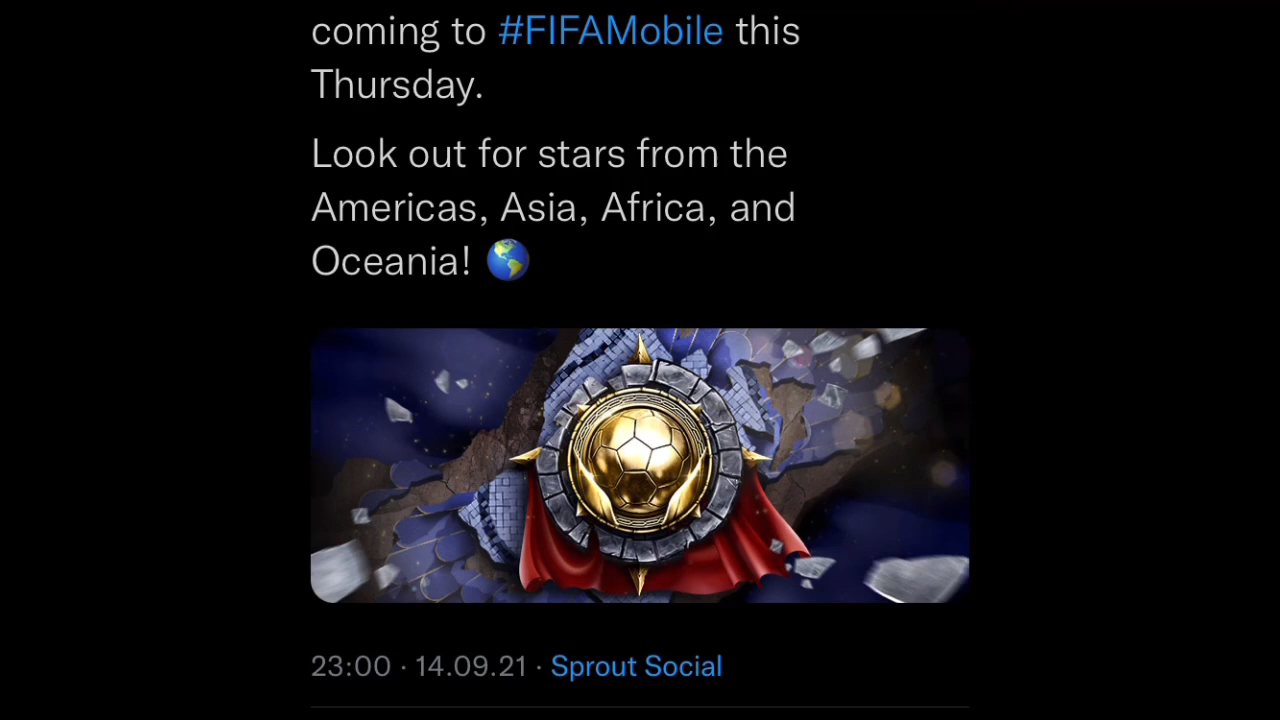 coming to #FIFAMobile this
Thursday.
Look out for stars from the
Americas, Asia, Africa, and
Oceania! 🌎
23:00 · 14.09.21 · Sprout Social